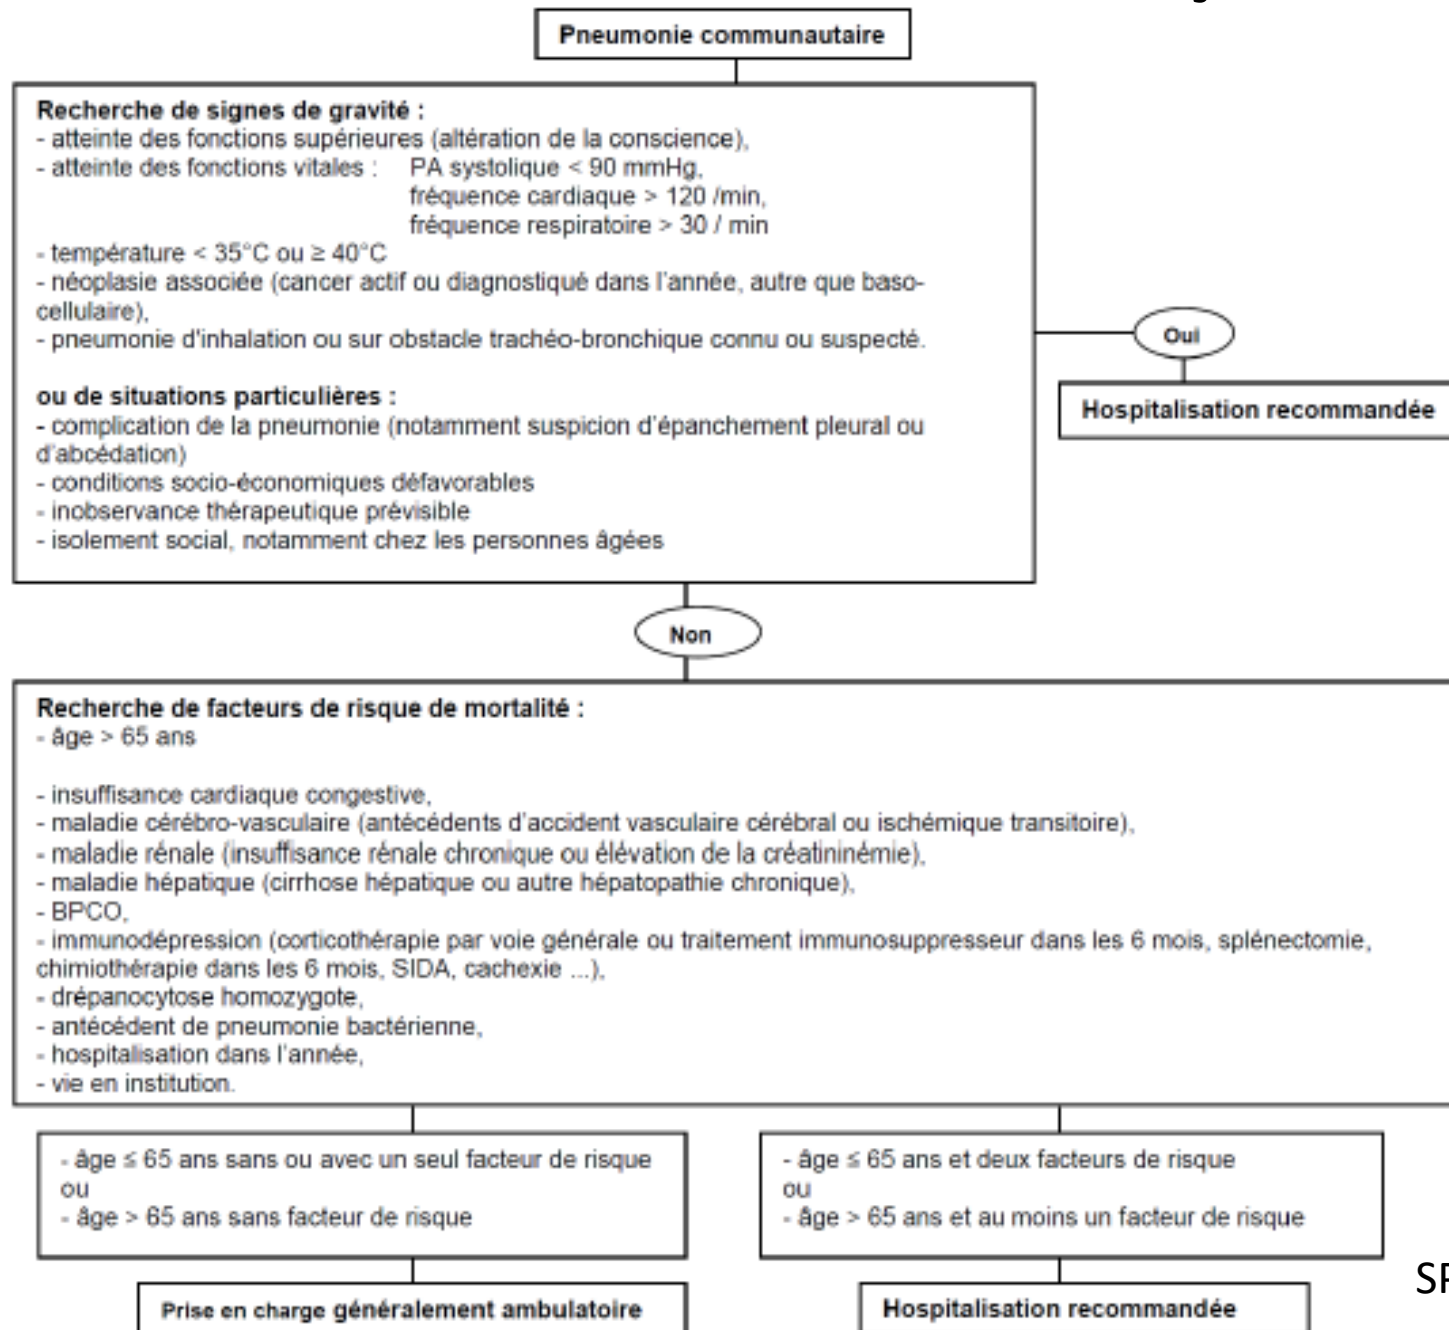 Pneumonie communautaire
Recherche de signes de gravité :
- atteinte des fonctions supérieures (altération de la conscience),
- atteinte des fonctions vitales : PA systolique < 90 mmHg,
fréquence cardiaque > 120 /min,
fréquence respiratoire > 30 / min
- température < 35°C ou ≥ 40°C
- néoplasie associée (cancer actif ou diagnostiqué dans l'année, autre que baso-
cellulaire),
- pneumonie d'inhalation ou sur obstacle trachéo-bronchique connu ou suspecté.
ou de situations particulières :
- complication de la pneumonie (notamment suspicion d'épanchement pleural ou
d'abcédation)
- conditions socio-économiques défavorables
- inobservance thérapeutique prévisible
- isolement social, notamment chez les personnes âgées
Oui
Hospitalisation recommandée
Non
Recherche de facteurs de risque de mortalité :
- âge > 65 ans
- insuffisance cardiaque congestive,
- maladie cérébro-vasculaire (antécédents d'accident vasculaire cérébral ou ischémique transitoire),
- maladie rénale (insuffisance rénale chronique ou élévation de la créatininémie),
- maladie hépatique (cirrhose hépatique ou autre hépatopathie chronique),
- BPCO,
- immunodépression (corticothérapie par voie générale ou traitement immunosuppresseur dans les 6 mois, splénectomie,
chimiothérapie dans les 6 mois, SIDA, cachexie ...),
- drépanocytose homozygote,
- antécédent de pneumonie bactérienne,
- hospitalisation dans l'année,
- vie en institution.
- âge ≤ 65 ans sans ou avec un seul facteur de risque
ou
- âge > 65 ans sans facteur de risque
- âge ≤ 65 ans et deux facteurs de risque
ou
- âge > 65 ans et au moins un facteur de risque
Prise en charge généralement ambulatoire
Hospitalisation recommandée